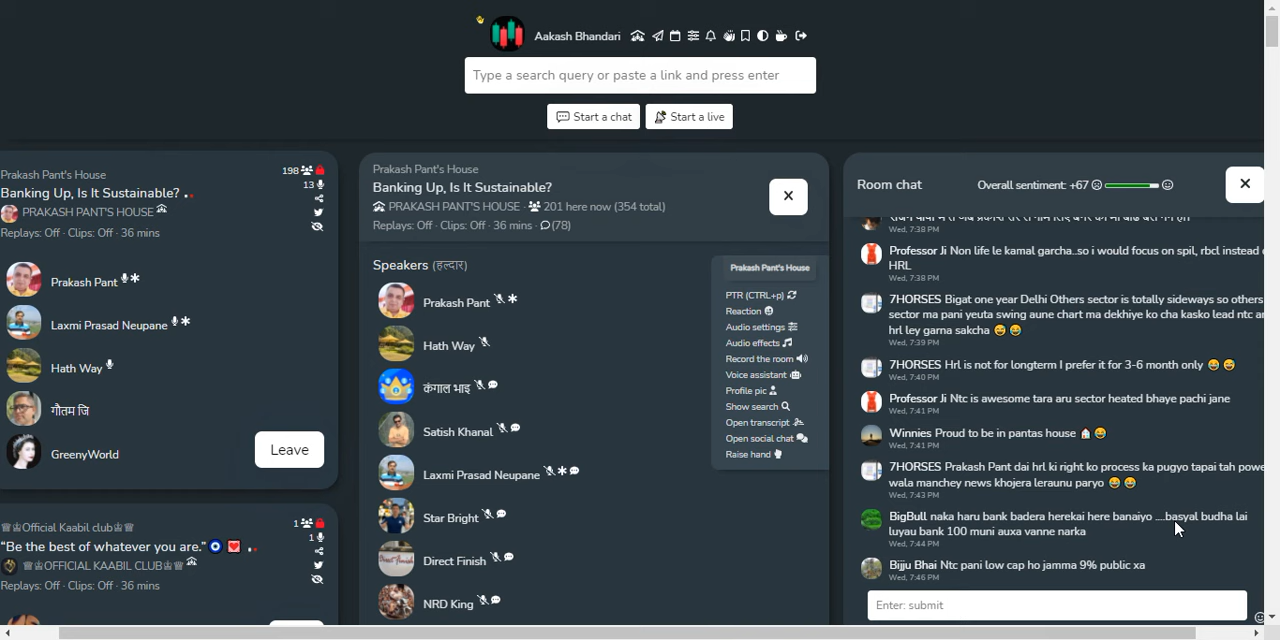 Aakash Bhandari
Type a search query or paste a link and press enter
Start a chat
Start a live
Prakash Pant's House
198
Banking Up, Is It Sustainable?
13
PRAKASH PANT'S HOUSE
Replays: Off · Clips: Off · 36 mins
Prakash Pant
Laxmi Prasad Neupane
Hath Way
गौतम जि
GreenyWorld
Leave
♕♔Official Kaabil club♔♕
1
“Be the best of whatever you are.”
1
♕♔OFFICIAL KAABIL CLUB♔♕
Replays: Off · Clips: Off · 36 mins
Prakash Pant's House
Banking Up, Is It Sustainable?
PRAKASH PANT'S HOUSE · 201 here now (354 total)
Replays: Off · Clips: Off · 36 mins · (78)
Speakers (हल्दार)
Prakash Pant
Hath Way
कंगाल भाइ
Satish Khanal
Laxmi Prasad Neupane
Star Bright
Direct Finish
NRD King
Prakash Pant's House
PTR (CTRL+p)
Reaction
Audio settings
Audio effects
Record the room
Voice assistant
Profile pic
Show search
Open transcript
Open social chat
Raise hand
Room chat
Overall sentiment: +67
Wed, 7:38 PM
Professor Ji Non life le kamal garcha..so i would focus on spil, rbcl instead o
HRL
Wed, 7:38 PM
7HORSES Bigat one year Delhi Others sector is totally sideways so others
sector ma pani yeuta swing aune chart ma dekhiye ko cha kasko lead ntc ar
hrl ley garna sakcha 😄 😂
Wed, 7:39 PM
7HORSES Hrl is not for longterm I prefer it for 3-6 month only 😂 😄
Wed, 7:40 PM
Professor Ji Ntc is awesome tara aru sector heated bhaye pachi jane
Wed, 7:41 PM
Winnies Proud to be in pantas house 🏠 😂
Wed, 7:41 PM
7HORSES Prakash Pant dai hrl ki right ko process ka pugyo tapai tah powe
wala manchey news khojera leraunu paryo 😂 😂
Wed, 7:43 PM
BigBull naka haru bank badera herekai here banaiyo ....basyal budha lai
luyau bank 100 muni auxa vanne narka
Wed, 7:44 PM
Bijju Bhai Ntc pani low cap ho jamma 9% public xa
Wed, 7:46 PM
Enter: submit